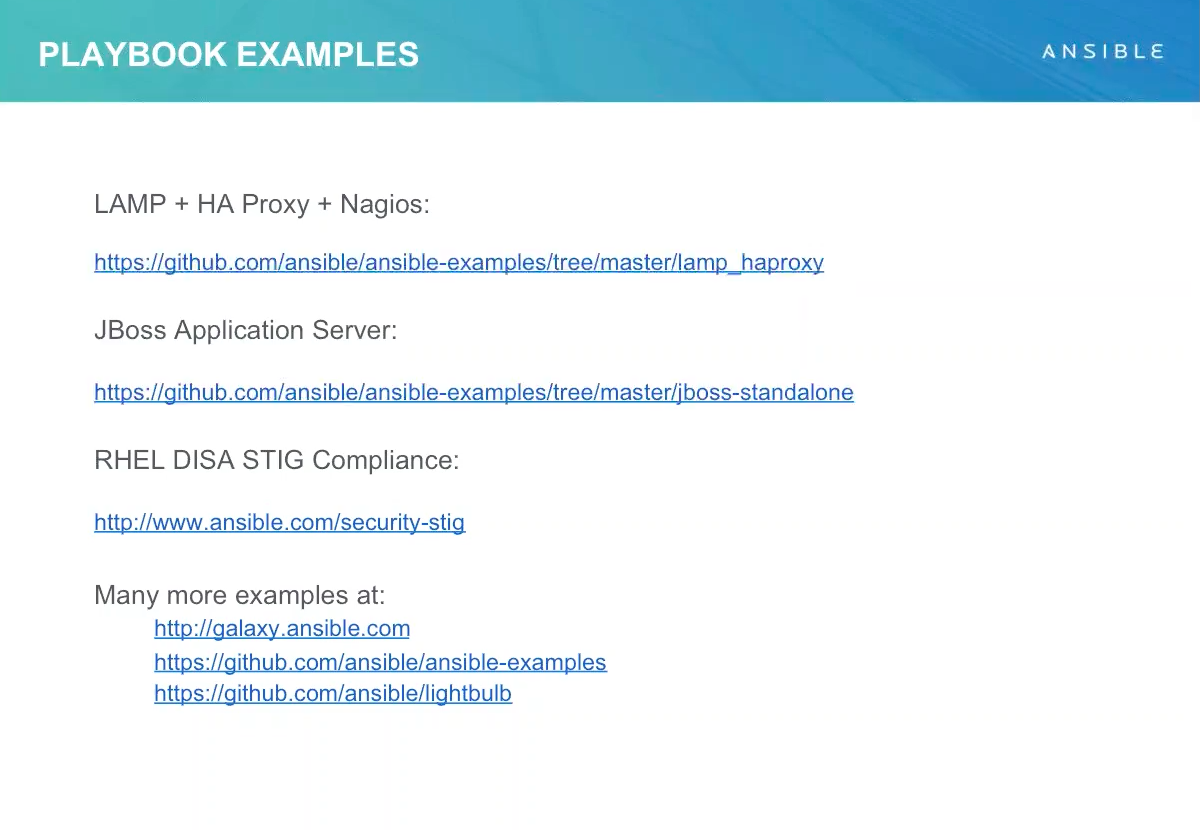 PLAYBOOK EXAMPLES
ANSIBLE
LAMP + HA Proxy + Nagios:
https://github.com/ansible/ansible-examples/tree/master/lamp_haproxy
JBoss Application Server:
https://github.com/ansible/ansible-examples/tree/master/jboss-standalone
RHEL DISA STIG Compliance:
http://www.ansible.com/security-stig
Many more examples at:
http://galaxy.ansible.com
https://github.com/ansible/ansible-examples
https://github.com/ansible/lightbulb